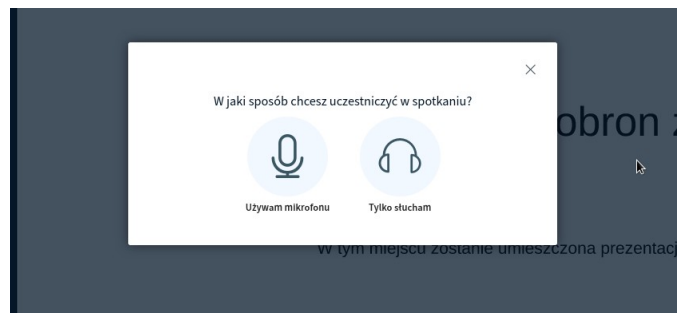 W jaki sposób chcesz uczestniczyć w spotkaniu?
obron z
Używam mikrofonu
Tylko słucham
W tym miejscu zostanie umieszczona prezentacj